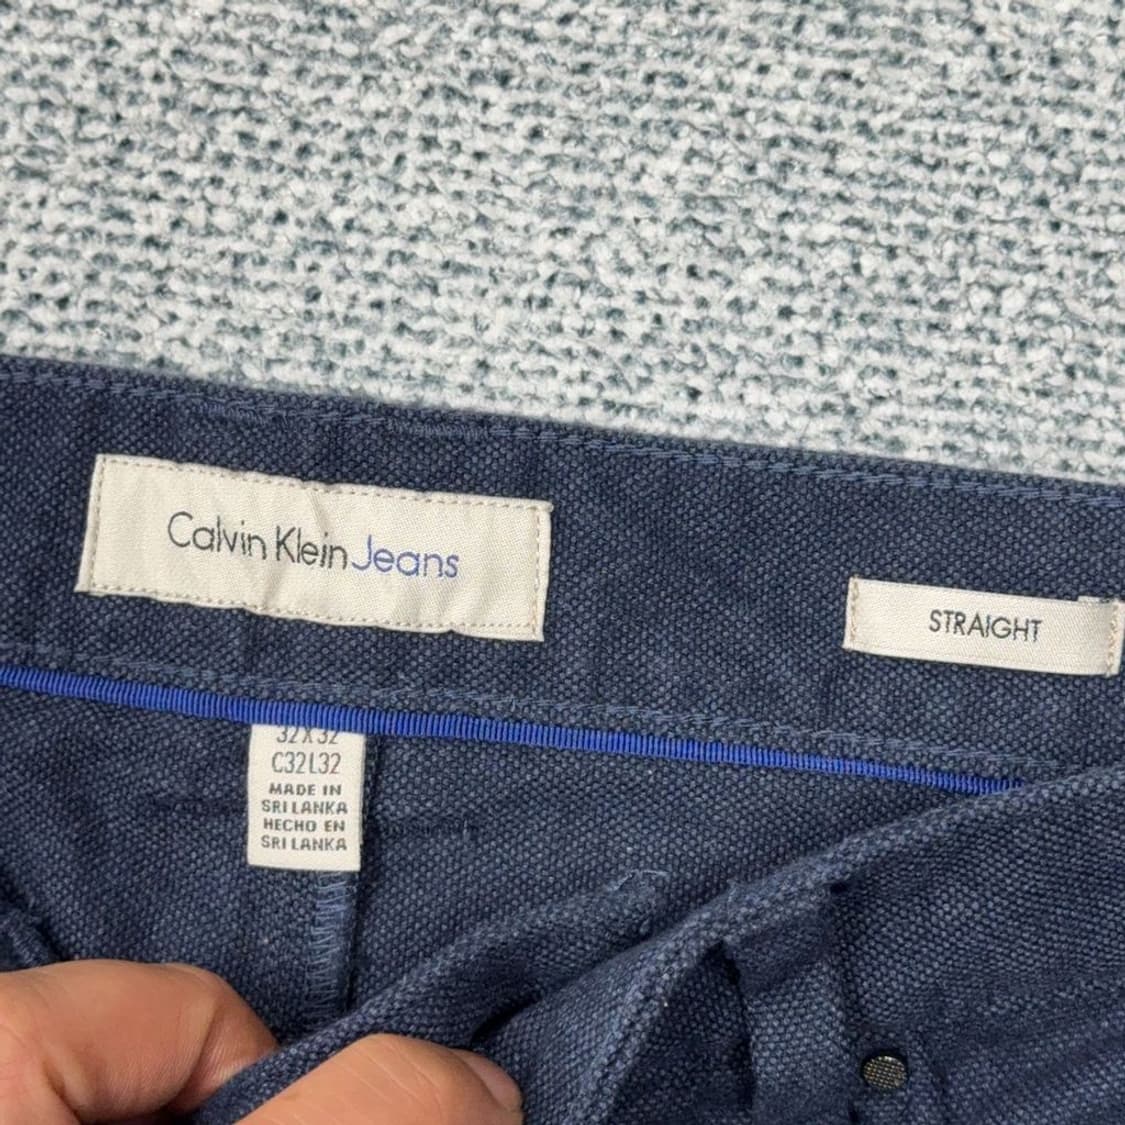 Calvin Klein Jeans
STRAIGHT
32X32
C32L32
MADE IN
SRI LANKA
HECHO EN
SRI LANKA